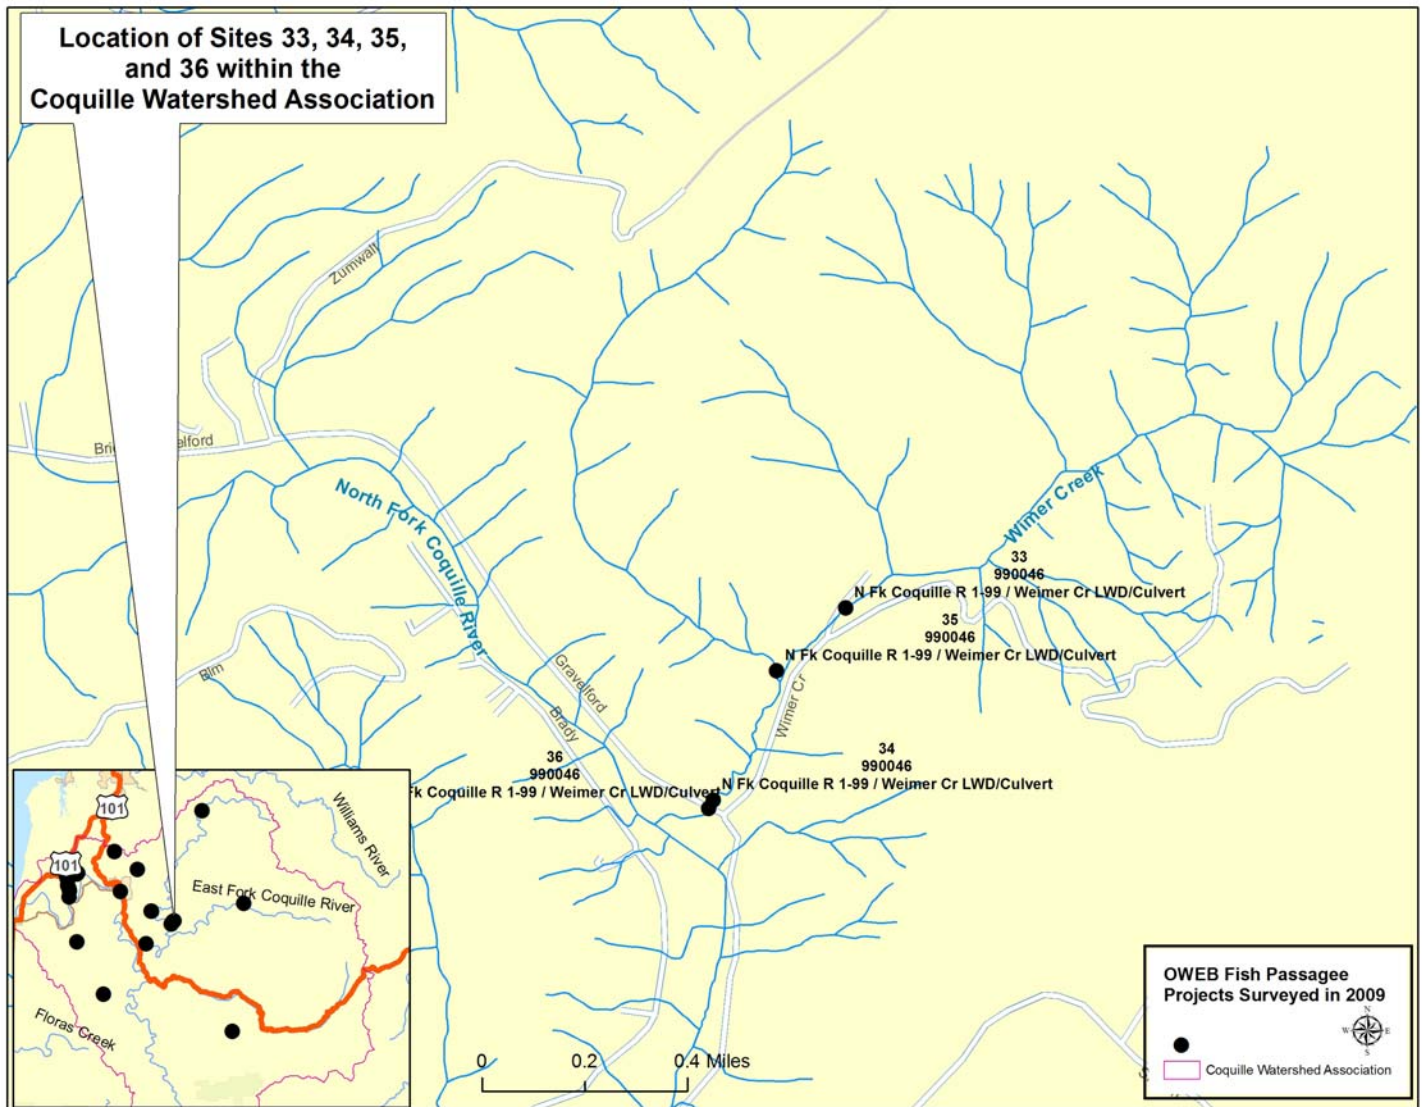 Location of Sites 33, 34, 35,
and 36 within the
Coquille Watershed Association
Zumwalt
elford
North Fork Coquille River
Wimer Creek
33
990046
N Fk Coquille R 1-99 / Weimer Cr LWD/Culvert
35
990046
N Fk Coquille R 1-99 / Weimer Cr LWD/Culvert
Blm
Gravelford
Brady
Wimer Cr
36
990046
Fk Coquille R 1-99 / Weimer Cr LWD/Culvert
34
990046
N Fk Coquille R 1-99 / Weimer Cr LWD/Culvert
101
101
Williams River
East Fork Coquille River
Floras Creek
0 0.2 0.4 Miles
OWEB Fish Passagee
Projects Surveyed in 2009
N
W E
S
Coquille Watershed Association